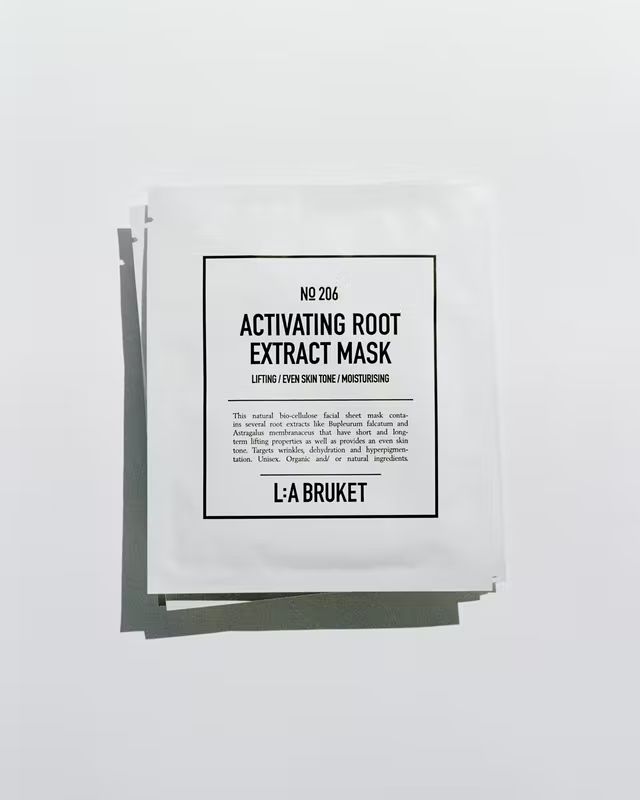 Nº 206
ACTIVATING ROOT
EXTRACT MASK
LIFTING / EVEN SKIN TONE / MOISTURISING
This natural bio-cellulose facial sheet mask conta-
ins several root extracts like Bupleurum falcatum and
Astragalus membranaceus that have short and long-
term lifting properties as well as provides an even skin
tone. Targets wrinkles, dehydration and hyperpigmen-
tation. Unisex. Organic and/ or natural ingredients.
L:A BRUKET